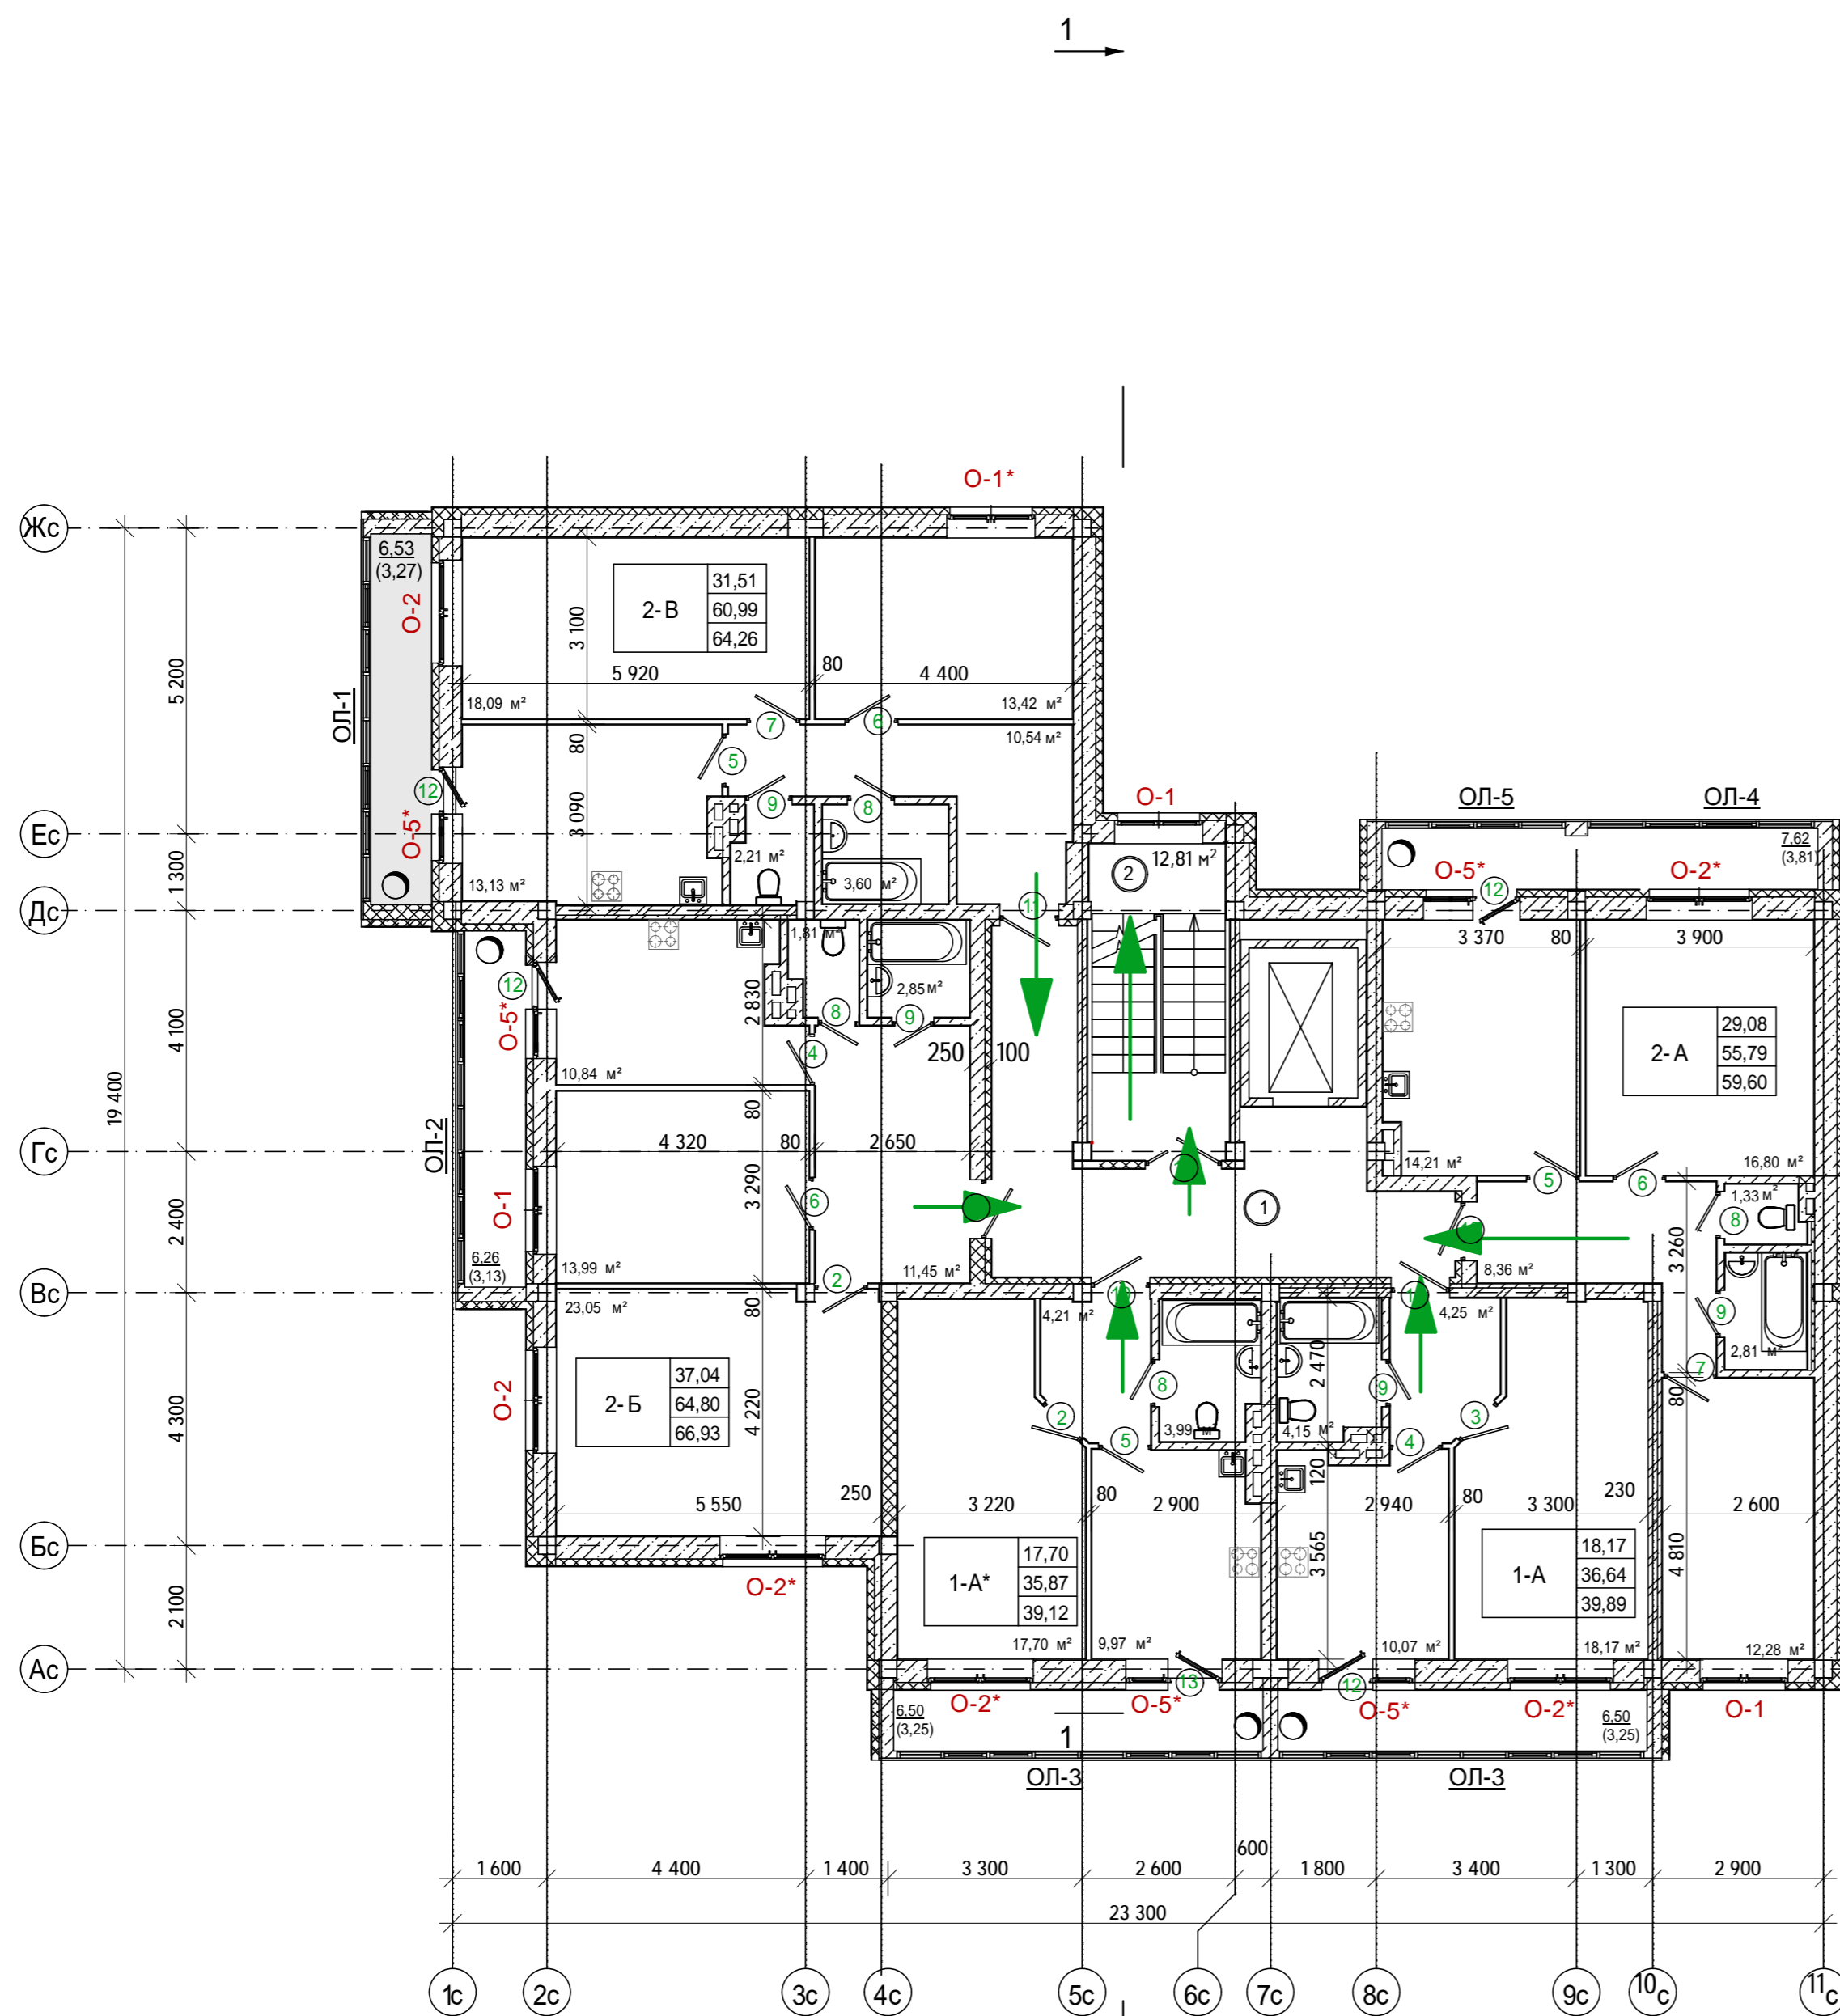 1
О-1*
Жс
6,53
(3,27)
О-2
2-В
31,51
60,99
64,26
3 100
5 920
80
4 400
5 200
18,09 м²
13,42 м²
ОЛ-1
7
6
10,54 м²
5
80
12
9
8
О-1
ОЛ-5
ОЛ-4
3 090
О-5*
Ес
2,21 м²
3,60 м²
2
12,81 м²
7,62
(3,81)
1300
13,13 м²
О-5*
12
О-2*
Дс
1,81 м²
11
3 370
80
3 900
12
2,85 м²
О-5*
2 830
8
9
4 100
4
250
100
2-А
29,08
55,79
59,60
10,84 м²
19 400
80
ОЛ-2
Гс
4 320
80
2 650
14,21 м²
16,80 м²
3 290
5
6
О-1
6
1,33 м²
8
1
2 400
3 260
6,26
(3,13)
13,99 м²
11,45 м²
8,36 м²
2
Вс
23,05 м²
80
4,21 м²
4,25 м²
9
2 470
2,81 м²
7
О-2
2-Б
37,04
64,80
66,93
8
9
80
4 300
4 220
2
3,99 м²
4,15 м²
3
5
4
120
250
80
80
230
5 550
3 220
2 900
2 940
3 300
2 600
Бс
3 565
4 810
О-2*
1-А*
17,70
35,87
39,12
1-А
18,17
36,64
39,89
2 100
17,70 м²
9,97 м²
10,07 м²
18,17 м²
12,28 м²
Ас
13
12
О-2*
О-5*
О-5*
О-2*
О-1
6,50
(3,25)
1
6,50
(3,25)
ОЛ-3
ОЛ-3
600
1 600
4 400
1 400
3 300
2 600
1 800
3 400
1 300
2 900
23 300
1с
2с
3с
4с
5с
6с
7с
8с
9с
10с
11с